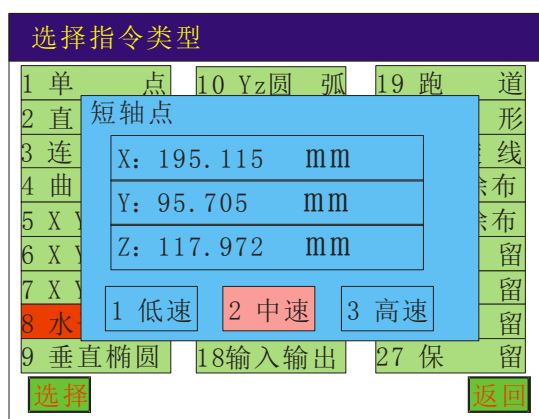 选择指令类型
1 单 点 10 Yz圆 弧 19 跑 道
2 直 形
3 连 线
4 曲 布
5 X Y 布
6 X Y 留
7 X Y 留
8 水 留
9 垂直椭圆 18输入输出 27 保 留
短轴点
X: 195.115 mm
Y: 95.705 mm
Z: 117.972 mm
1 低速 2 中速 3 高速
选择 返回